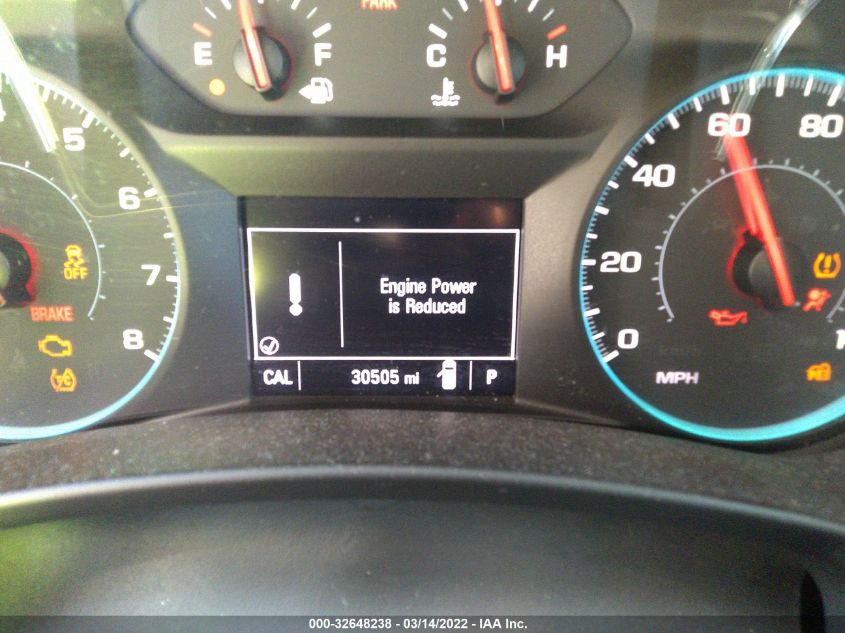 PARK
E F
C H
5
6
7
8
OFF
BRAKE
Engine Power
is Reduced
CAL 30505 mi P
0
20
40
60
80
MPH
000-32648238 - 03/14/2022 - IAA Inc.